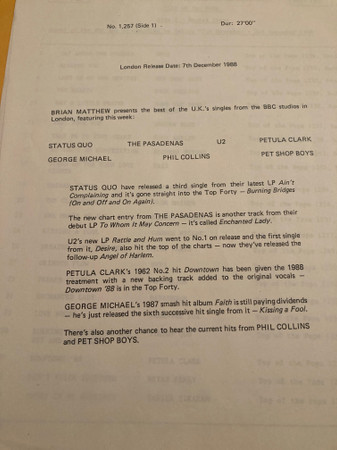 No. 1,257 (Side 1)
Dur: 27'00"
London Release Date: 7th December 1988
BRIAN MATTHEW presents the best of the U.K.'s singles from the BBC studios in
London, featuring this week:
STATUS QUO THE PASADENAS U2 PETULA CLARK
GEORGE MICHAEL PHIL COLLINS PET SHOP BOYS
STATUS QUO have released a third single from their latest LP Ain't
Complaining and it's gone straight into the Top Forty – Burning Bridges
(On and Off and On Again).
The new chart entry from THE PASADENAS is another track from their
debut LP To Whom It May Concern – it's called Enchanted Lady.
U2's new LP Rattle and Hum went to No.1 on release and the first single
from it, Desire, also hit the top of the charts – now they've released the
follow-up Angel of Harlem.
PETULA CLARK's 1962 No.2 hit Downtown has been given the 1988
treatment with a new backing track added to the original vocals –
Downtown '88 is in the Top Forty.
GEORGE MICHAEL's 1987 smash hit album Faith is still paying dividends
– he's just released the sixth successful hit single from it – Kissing a Fool.
There's also another chance to hear the current hits from PHIL COLLINS
and PET SHOP BOYS.